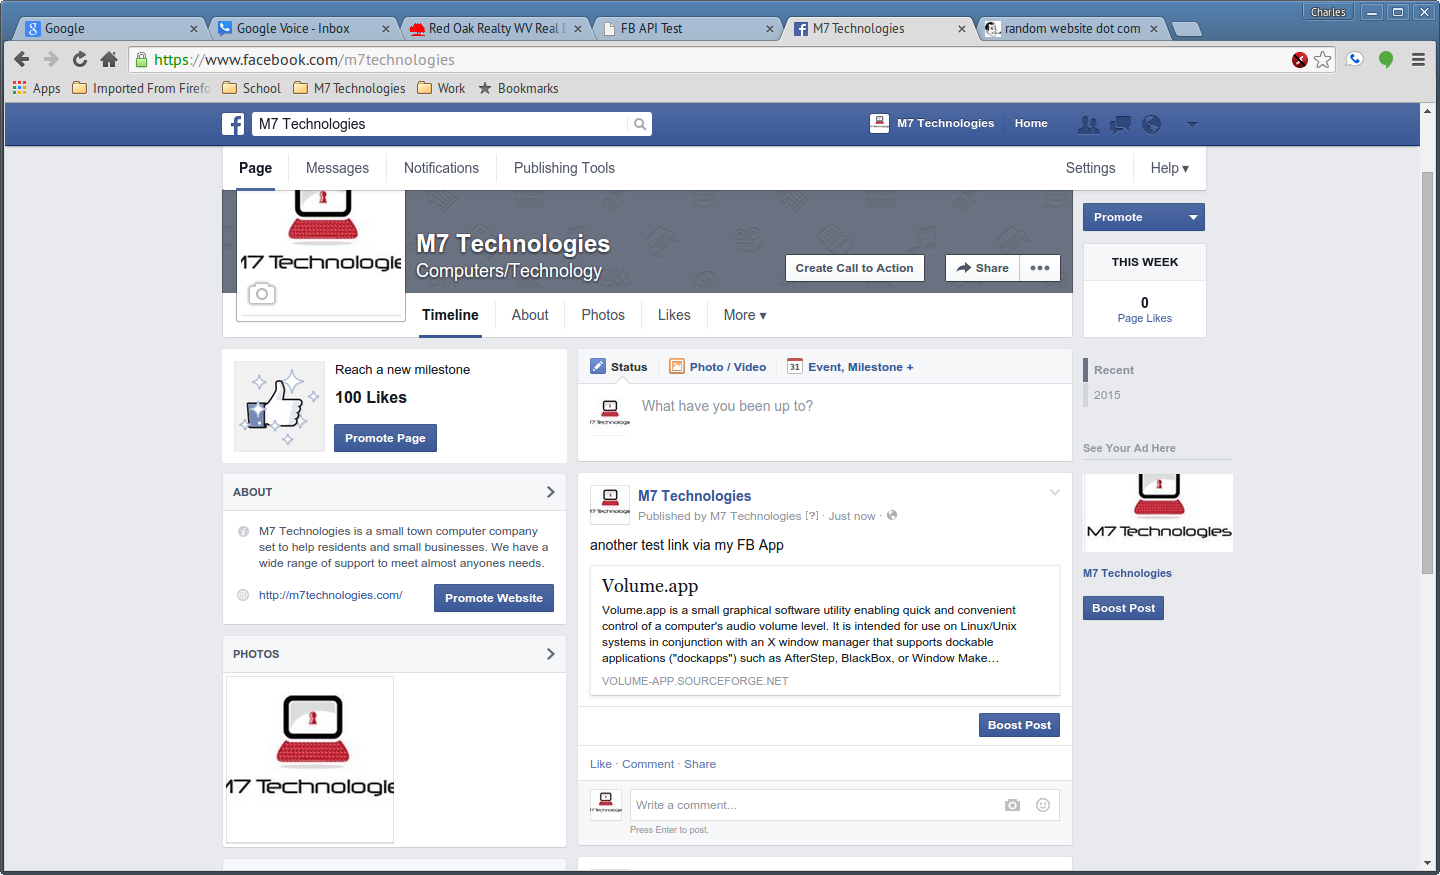 Charles
Google
Google Voice - Inbox
Red Oak Realty WV Real E
FB API Test
M7 Technologies
random website dot com
https://www.facebook.com/m7technologies
Apps
Imported From Firefo
School
M7 Technologies
Work
Bookmarks
M7 Technologies
M7 Technologies
Home
Page
Messages
Notifications
Publishing Tools
Settings
Help ▾
M7 Technologies
M7 Technologies
Computers/Technology
Create Call to Action
Share
•••
Timeline
About
Photos
Likes
More ▾
Promote
THIS WEEK
0
Page Likes
Recent
2015
See Your Ad Here
M7 Technologies
M7 Technologies
Boost Post
Reach a new milestone
100 Likes
Promote Page
ABOUT
M7 Technologies is a small town computer company
set to help residents and small businesses. We have a
wide range of support to meet almost anyones needs.
http://m7technologies.com/
Promote Website
PHOTOS
M7 Technologie
Status
Photo / Video
31
Event, Milestone +
What have you been up to?
M7 Technologies
Published by M7 Technologies [?] · Just now ·
another test link via my FB App
Volume.app
Volume.app is a small graphical software utility enabling quick and convenient
control of a computer's audio volume level. It is intended for use on Linux/Unix
systems in conjunction with an X window manager that supports dockable
applications ("dockapps") such as AfterStep, BlackBox, or Window Make…
VOLUME-APP.SOURCEFORGE.NET
Boost Post
Like · Comment · Share
Write a comment...
Press Enter to post.